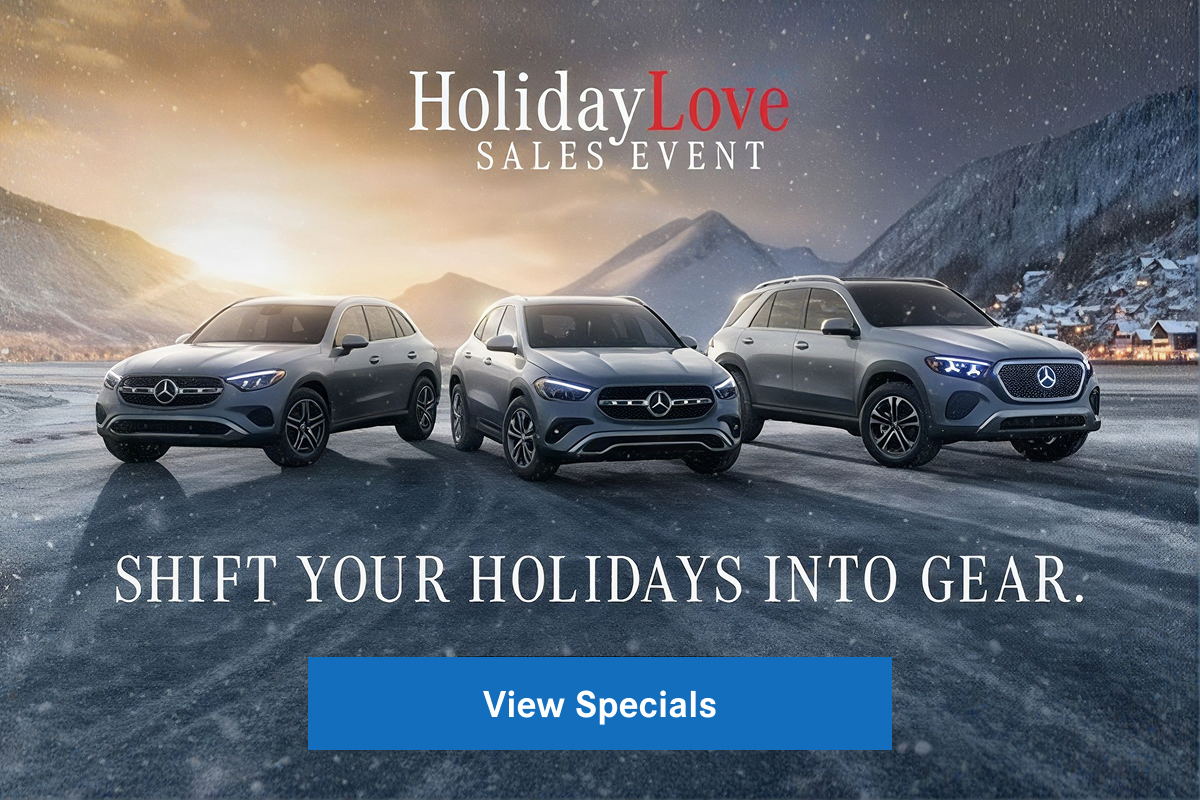 HolidayLove
SALES EVENT
SHIFT YOUR HOLIDAYS INTO GEAR.
View Specials